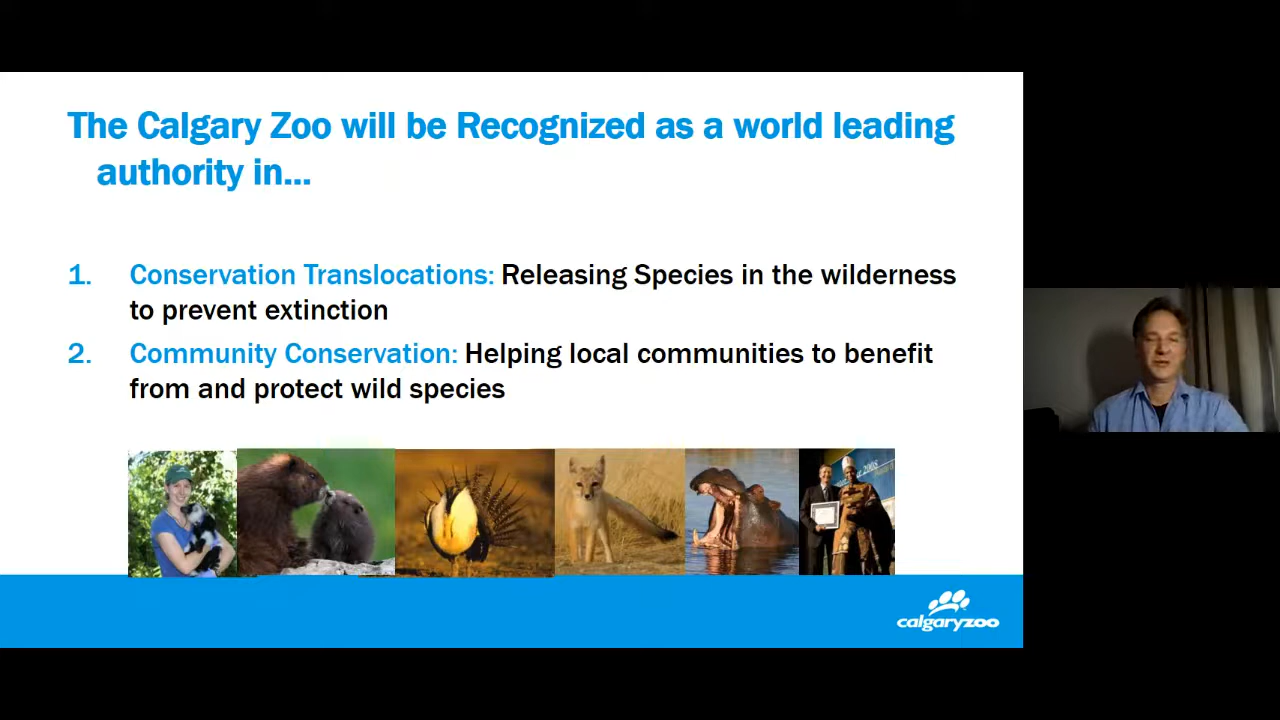 The Calgary Zoo will be Recognized as a world leading
authority in...
1. Conservation Translocations: Releasing Species in the wilderness
to prevent extinction
2. Community Conservation: Helping local communities to benefit
from and protect wild species
calgaryzoo